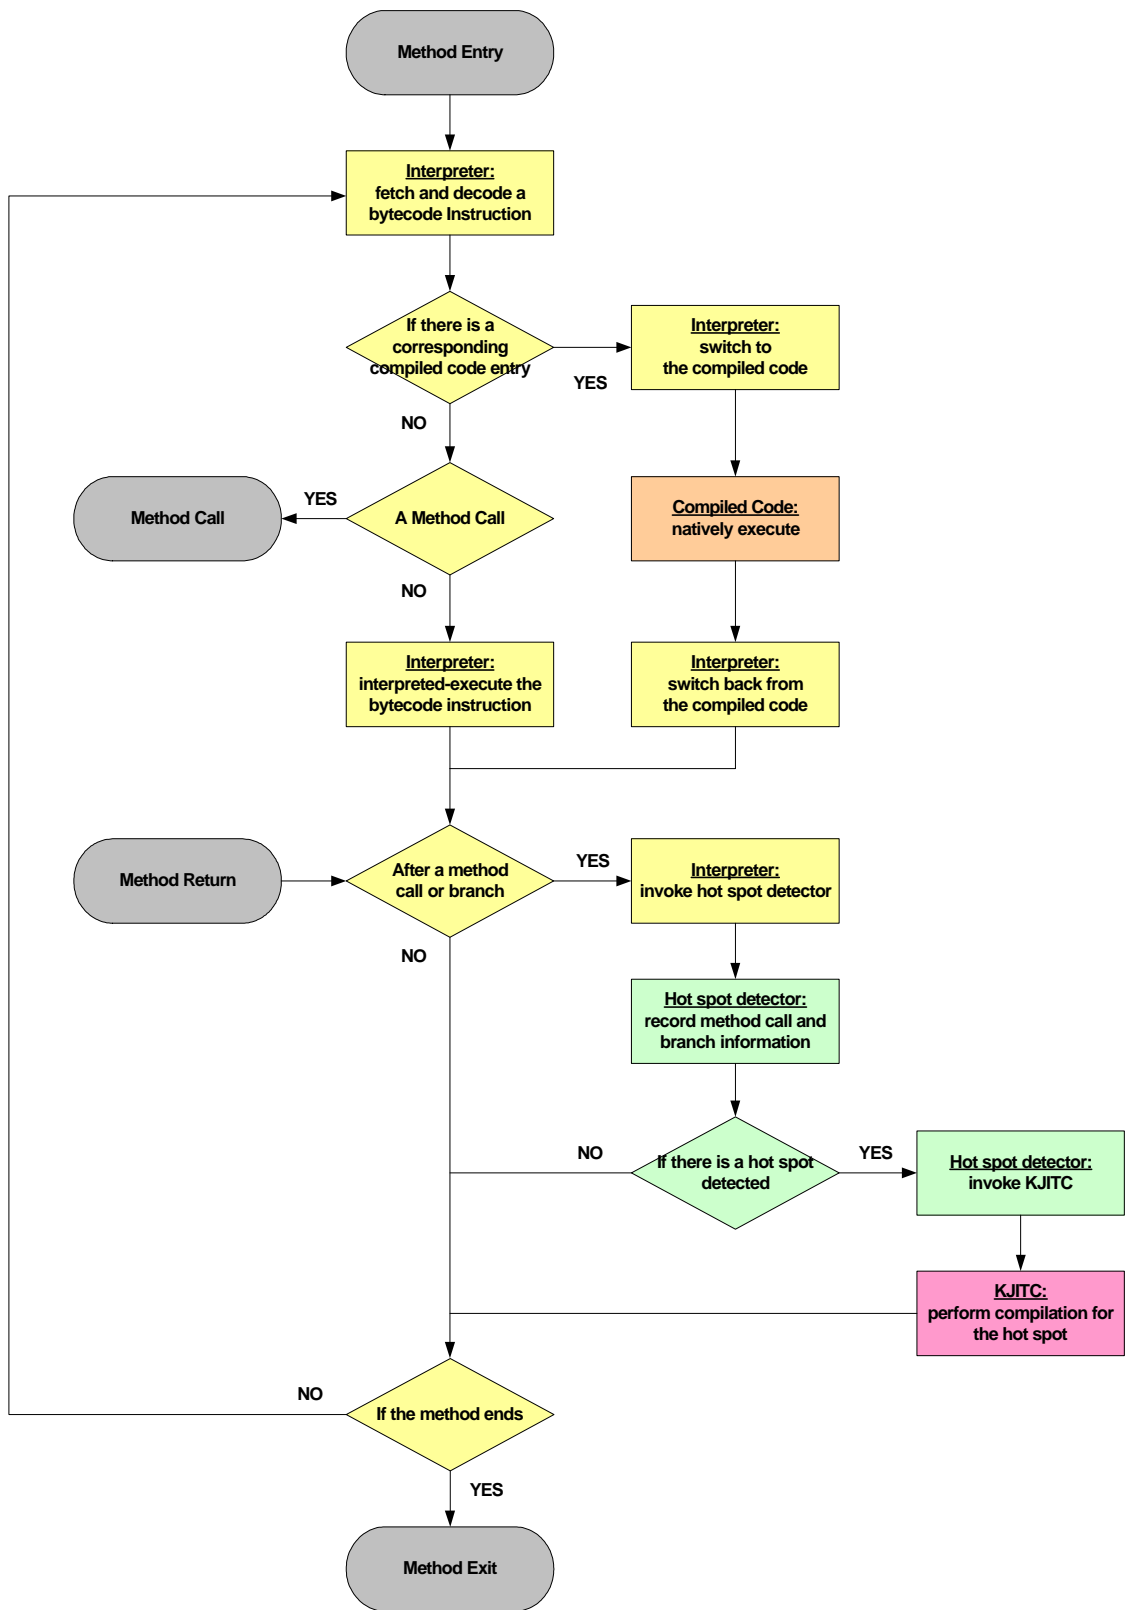 Method Entry
Interpreter:
fetch and decode a
bytecode Instruction
If there is a
corresponding
compiled code entry
YES
Interpreter:
switch to
the compiled code
NO
Method Call
YES
A Method Call
Compiled Code:
natively execute
NO
Interpreter:
interpreted-execute the
bytecode instruction
Interpreter:
switch back from
the compiled code
Method Return
After a method
call or branch
YES
Interpreter:
invoke hot spot detector
NO
Hot spot detector:
record method call and
branch information
NO
If there is a hot spot
detected
YES
Hot spot detector:
invoke KJITC
KJITC:
perform compilation for
the hot spot
NO
If the method ends
YES
Method Exit